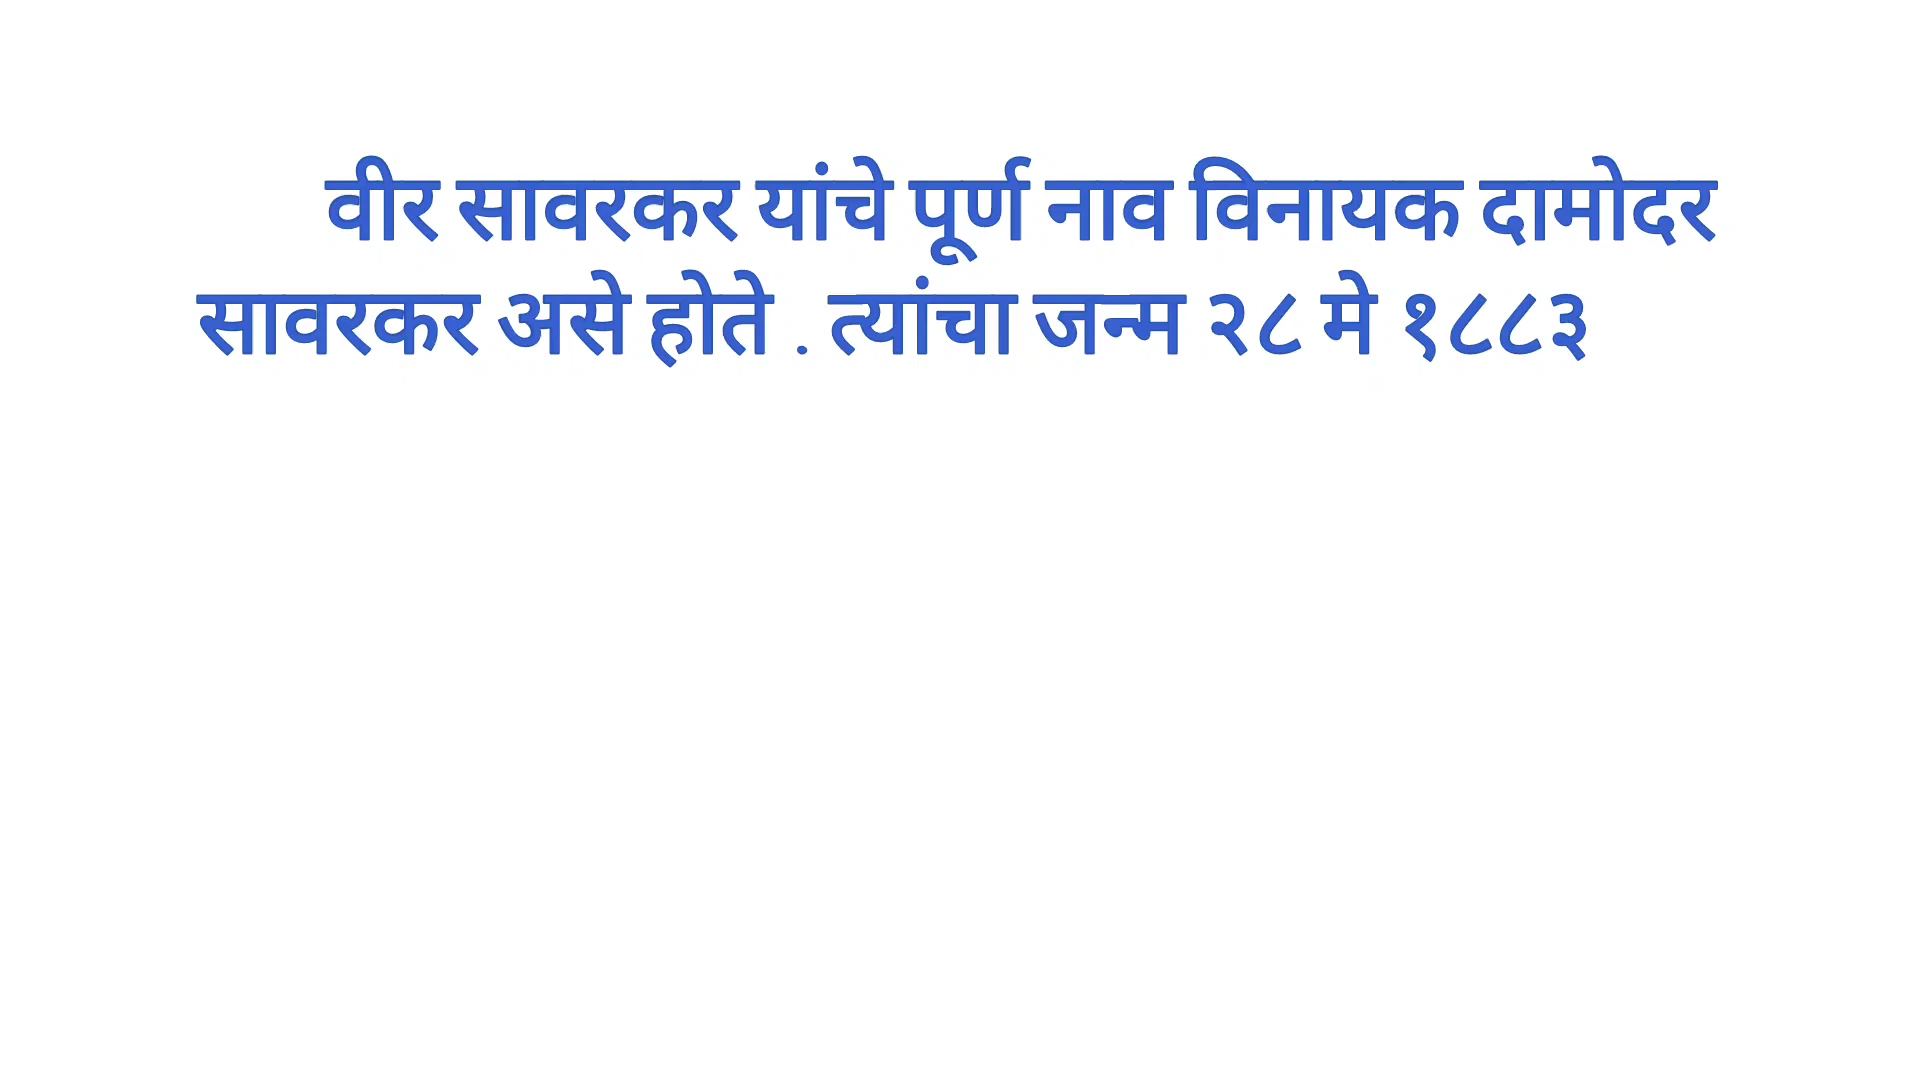 वीर सावरकर यांचे पूर्ण नाव विनायक दामोदर
सावरकर असे होते . त्यांचा जन्म २८ मे १८८३